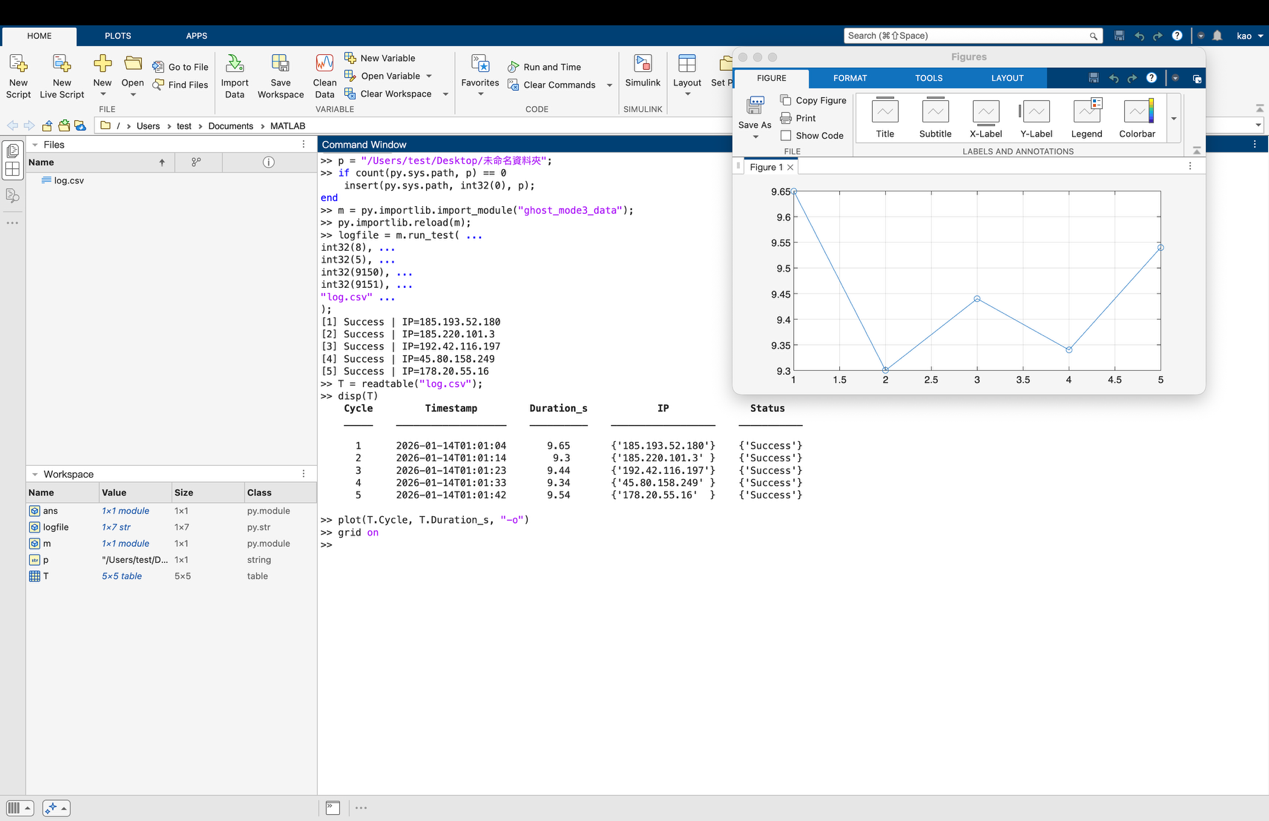 HOME PLOTS APPS Search (⌘⇧Space) kao
New Script
New Live Script
New
Open
Go to File
Find Files
FILE
Import Data
Save Workspace
Clean Data
New Variable
Open Variable
Clear Workspace
VARIABLE
Favorites
Run and Time
Clear Commands
CODE
Simulink
SIMULINK
Layout
Set P
/ › Users › test › Documents › MATLAB
Files
Name
log.csv
Workspace
Name Value Size Class
ans 1×1 module 1×1 py.module
logfile 1×7 str 1×7 py.str
m 1×1 module 1×1 py.module
p "/Users/test/D... 1×1 string
T 5×5 table 5×5 table
Command Window
>> p = "/Users/test/Desktop/未命名資料夾";
>> if count(py.sys.path, p) == 0
insert(py.sys.path, int32(0), p);
end
>> m = py.importlib.import_module("ghost_mode3_data");
>> py.importlib.reload(m);
>> logfile = m.run_test( ...
int32(8), ...
int32(5), ...
int32(9150), ...
int32(9151), ...
"log.csv" ...
);
[1] Success | IP=185.193.52.180
[2] Success | IP=185.220.101.3
[3] Success | IP=192.42.116.197
[4] Success | IP=45.80.158.249
[5] Success | IP=178.20.55.16
>> T = readtable("log.csv");
>> disp(T)
Cycle Timestamp Duration_s IP Status
1 2026-01-14T01:01:04 9.65 {'185.193.52.180'} {'Success'}
2 2026-01-14T01:01:14 9.3 {'185.220.101.3' } {'Success'}
3 2026-01-14T01:01:23 9.44 {'192.42.116.197'} {'Success'}
4 2026-01-14T01:01:33 9.34 {'45.80.158.249' } {'Success'}
5 2026-01-14T01:01:42 9.54 {'178.20.55.16' } {'Success'}
>> plot(T.Cycle, T.Duration_s, "-o")
>> grid on
>>
Figures
FIGURE FORMAT TOOLS LAYOUT
Save As
Copy Figure
Print
Show Code
FILE
Title Subtitle X-Label Y-Label Legend Colorbar
LABELS AND ANNOTATIONS
Figure 1
9.65
9.6
9.55
9.5
9.45
9.4
9.35
9.3
1 1.5 2 2.5 3 3.5 4 4.5 5